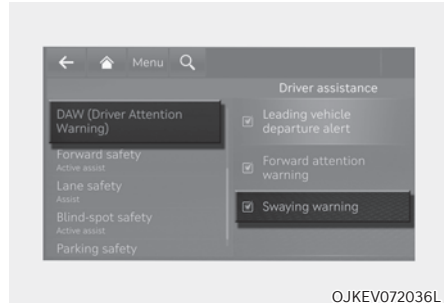 Menu
Driver assistance
DAW (Driver Attention
Warning)
Forward safety
Active assist
Lane safety
Assist
Blind-spot safety
Active assist
Parking safety
Leading vehicle
departure alert
Forward attention
warning
Swaying warning
OJKEV072036L